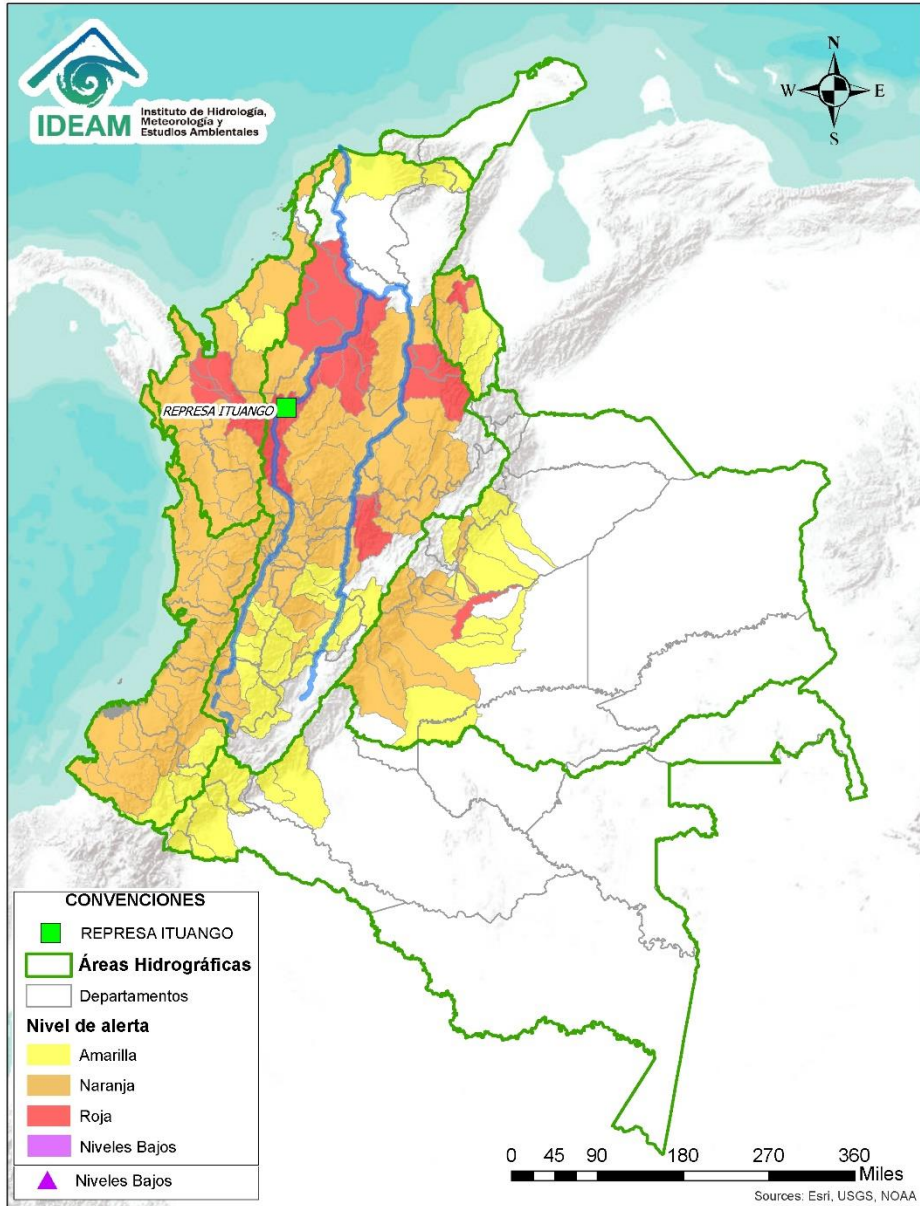 IDEAM
Instituto de Hidrología,
Meteorología y
Estudios Ambientales
N
W E
S
REPRESA ITUANGO
CONVENCIONES
REPRESA ITUANGO
Áreas Hidrográficas
Departamentos
Nivel de alerta
Amarilla
Naranja
Roja
Niveles Bajos
Niveles Bajos
0 45 90 180 270 360
Miles
Sources: Esri, USGS, NOAA